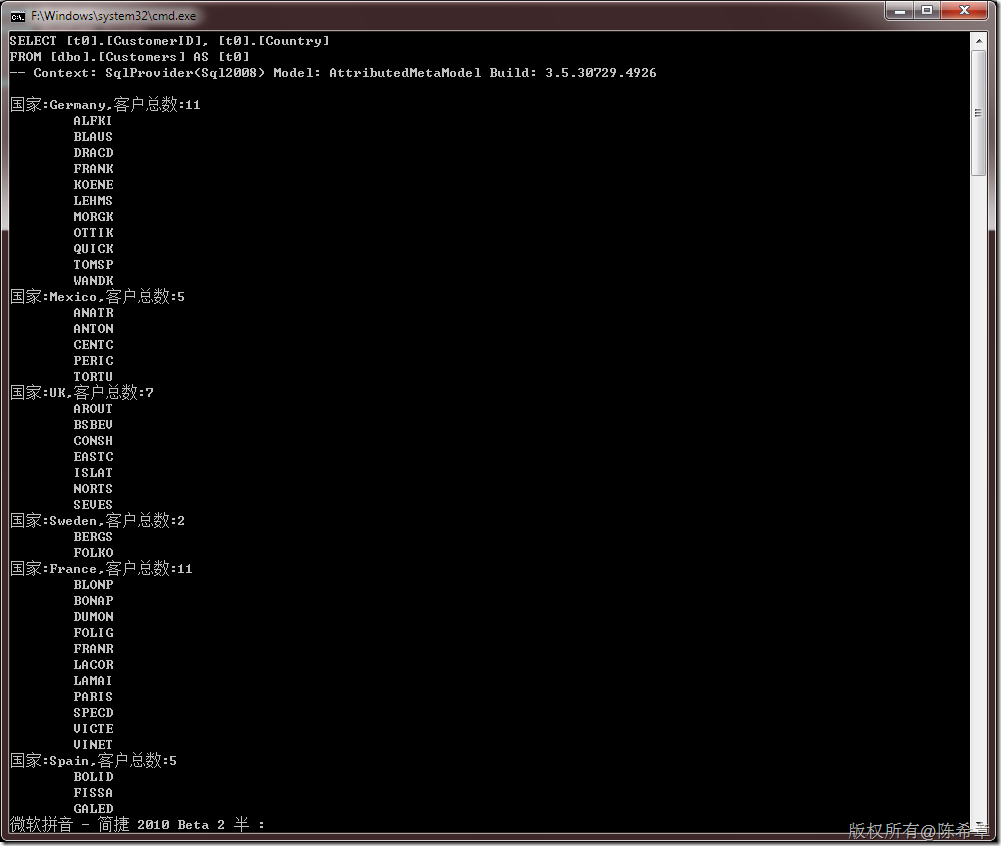 F:\Windows\system32\cmd.exe
SELECT [t0].[CustomerID], [t0].[Country]
FROM [dbo].[Customers] AS [t0]
-- Context: SqlProvider(Sql2008) Model: AttributedMetaModel Build: 3.5.30729.4926
国家:Germany,客户总数:11
ALFKI
BLAUS
DRACD
FRANK
KOENE
LEHMS
MORGK
OTTIK
QUICK
TOMSP
WANDK
国家:Mexico,客户总数:5
ANATR
ANTON
CENTC
PERIC
TORTU
国家:UK,客户总数:7
AROUT
BSBEV
CONSH
EASTC
ISLAT
NORTS
SEVES
国家:Sweden,客户总数:2
BERGS
FOLKO
国家:France,客户总数:11
BLONP
BONAP
DUMON
FOLIG
FRANR
LACOR
LAMAI
PARIS
SPECD
VICTE
VINET
国家:Spain,客户总数:5
BOLID
FISSA
GALED
微软拼音 - 简捷 2010 Beta 2 半 :
版权所有@陈希章